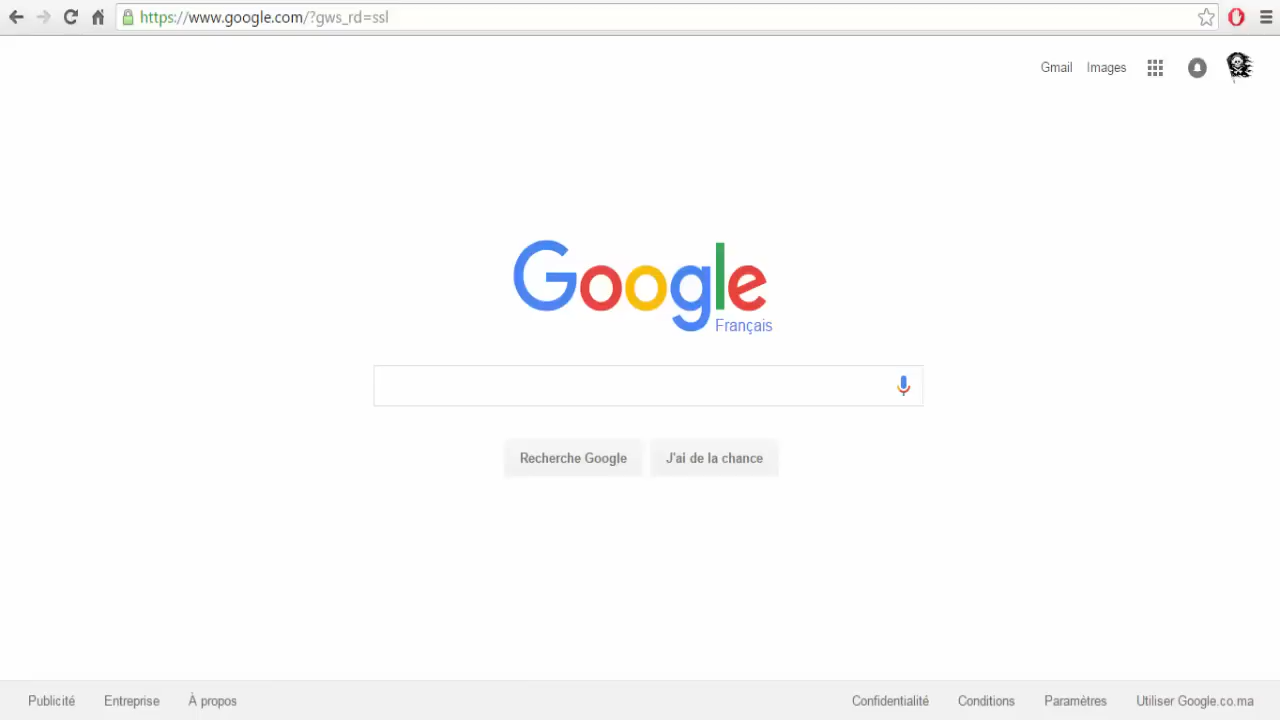 https://www.google.com/?gws_rd=ssl
Gmail Images
Google
Français
Recherche Google J'ai de la chance
Publicité Entreprise À propos Confidentialité Conditions Paramètres Utiliser Google.co.ma